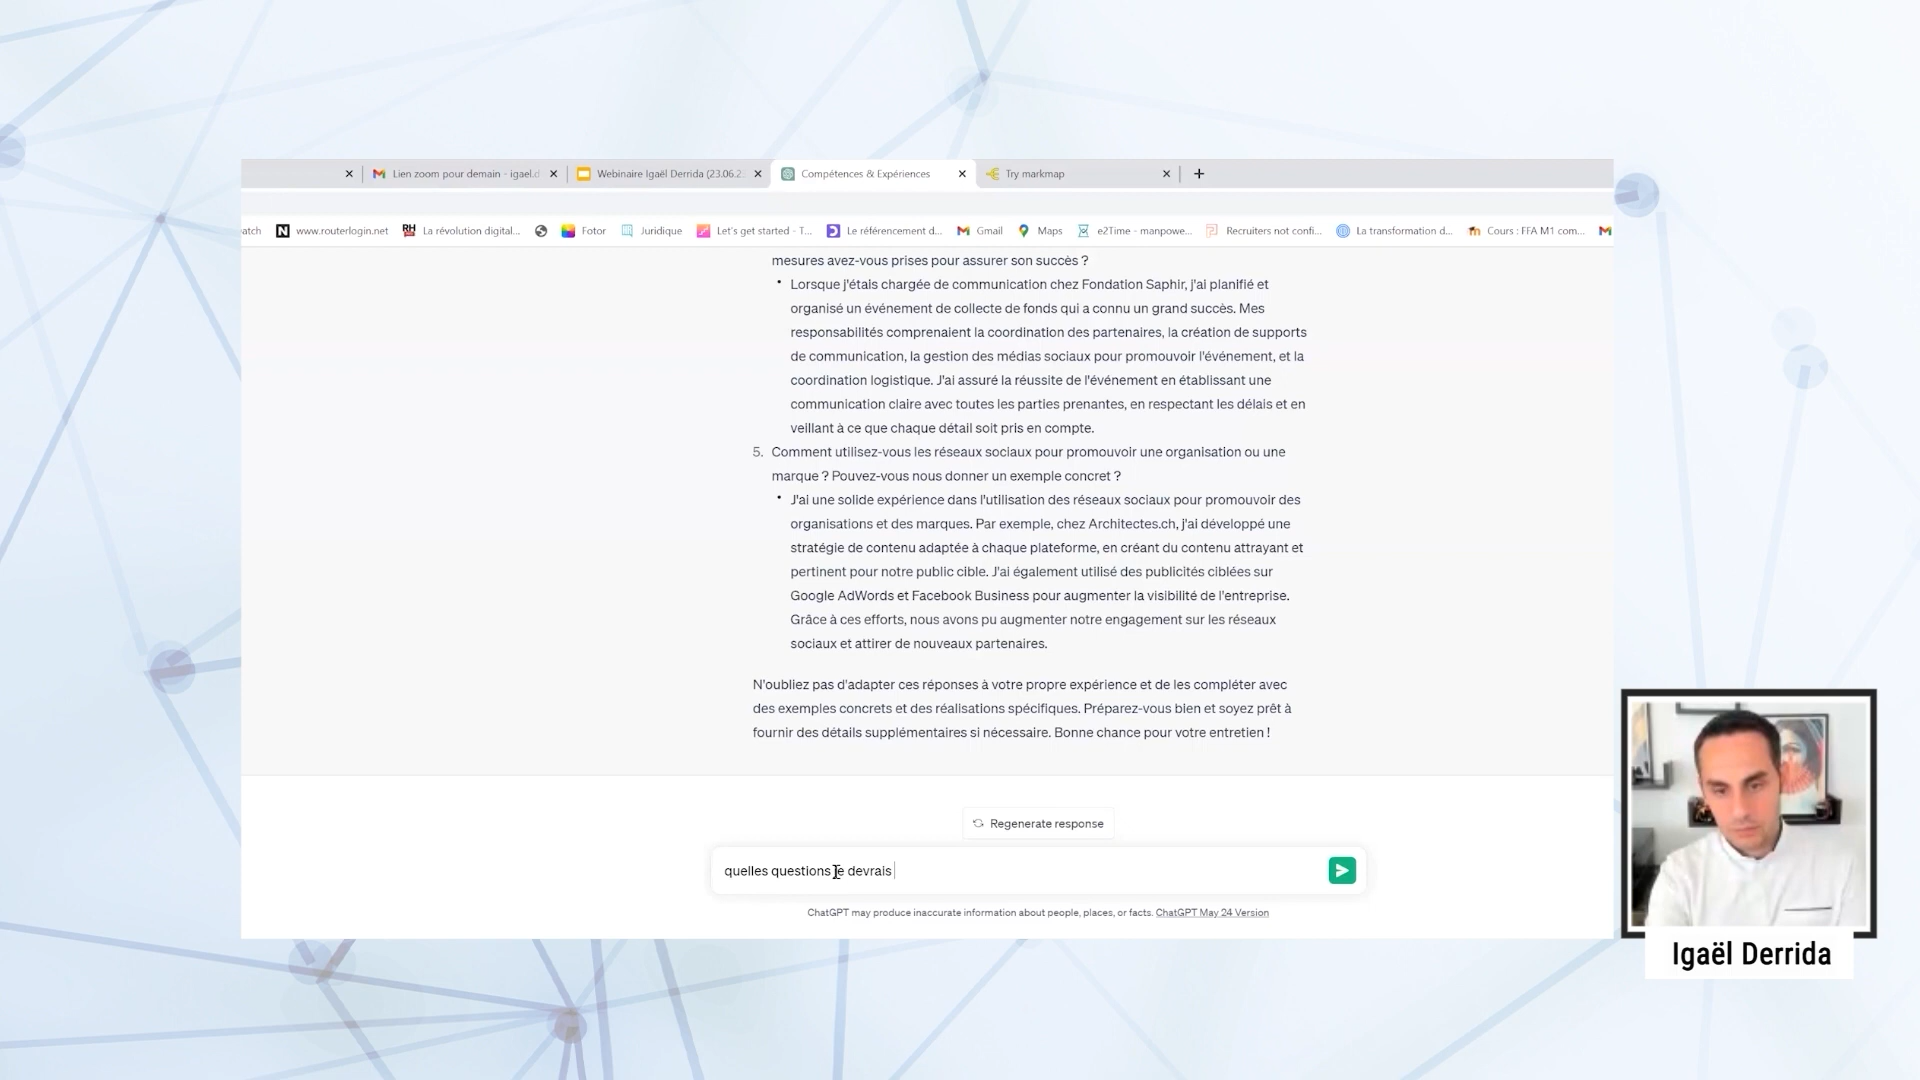 Lien zoom pour demain - igael.d
Webinaire Igaël Derrida (23.06.2
Compétences & Expériences
Try markmap
atch
www.routerlogin.net
RH
La révolution digital...
Fotor
Juridique
Let's get started - T...
Le référencement d...
Gmail
Maps
e2Time - manpowe...
Recruiters not confi...
La transformation d...
Cours : FFA M1 com...
mesures avez-vous prises pour assurer son succès ?
• Lorsque j'étais chargée de communication chez Fondation Saphir, j'ai planifié et
organisé un événement de collecte de fonds qui a connu un grand succès. Mes
responsabilités comprenaient la coordination des partenaires, la création de supports
de communication, la gestion des médias sociaux pour promouvoir l'événement, et la
coordination logistique. J'ai assuré la réussite de l'événement en établissant une
communication claire avec toutes les parties prenantes, en respectant les délais et en
veillant à ce que chaque détail soit pris en compte.
5. Comment utilisez-vous les réseaux sociaux pour promouvoir une organisation ou une
marque ? Pouvez-vous nous donner un exemple concret ?
• J'ai une solide expérience dans l'utilisation des réseaux sociaux pour promouvoir des
organisations et des marques. Par exemple, chez Architectes.ch, j'ai développé une
stratégie de contenu adaptée à chaque plateforme, en créant du contenu attrayant et
pertinent pour notre public cible. J'ai également utilisé des publicités ciblées sur
Google AdWords et Facebook Business pour augmenter la visibilité de l'entreprise.
Grâce à ces efforts, nous avons pu augmenter notre engagement sur les réseaux
sociaux et attirer de nouveaux partenaires.
N'oubliez pas d'adapter ces réponses à votre propre expérience et de les compléter avec
des exemples concrets et des réalisations spécifiques. Préparez-vous bien et soyez prêt à
fournir des détails supplémentaires si nécessaire. Bonne chance pour votre entretien !
Regenerate response
quelles questions je devrais
ChatGPT may produce inaccurate information about people, places, or facts. ChatGPT May 24 Version
Igaël Derrida